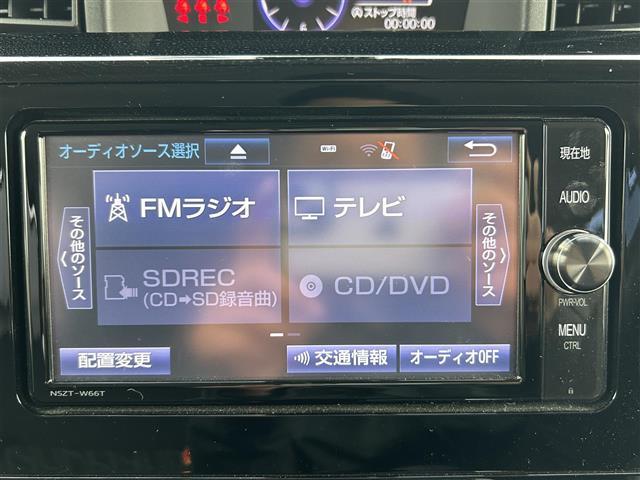 ストップ時間
00:00:00
オーディオソース選択
Wi-Fi
FMラジオ
テレビ
その他のソース
その他のソース
SDREC
(CD➡SD録音曲)
CD/DVD
配置変更
交通情報
オーディオOFF
NSZT-W66T
現在地
AUDIO
PWR•VOL
MENU
CTRL